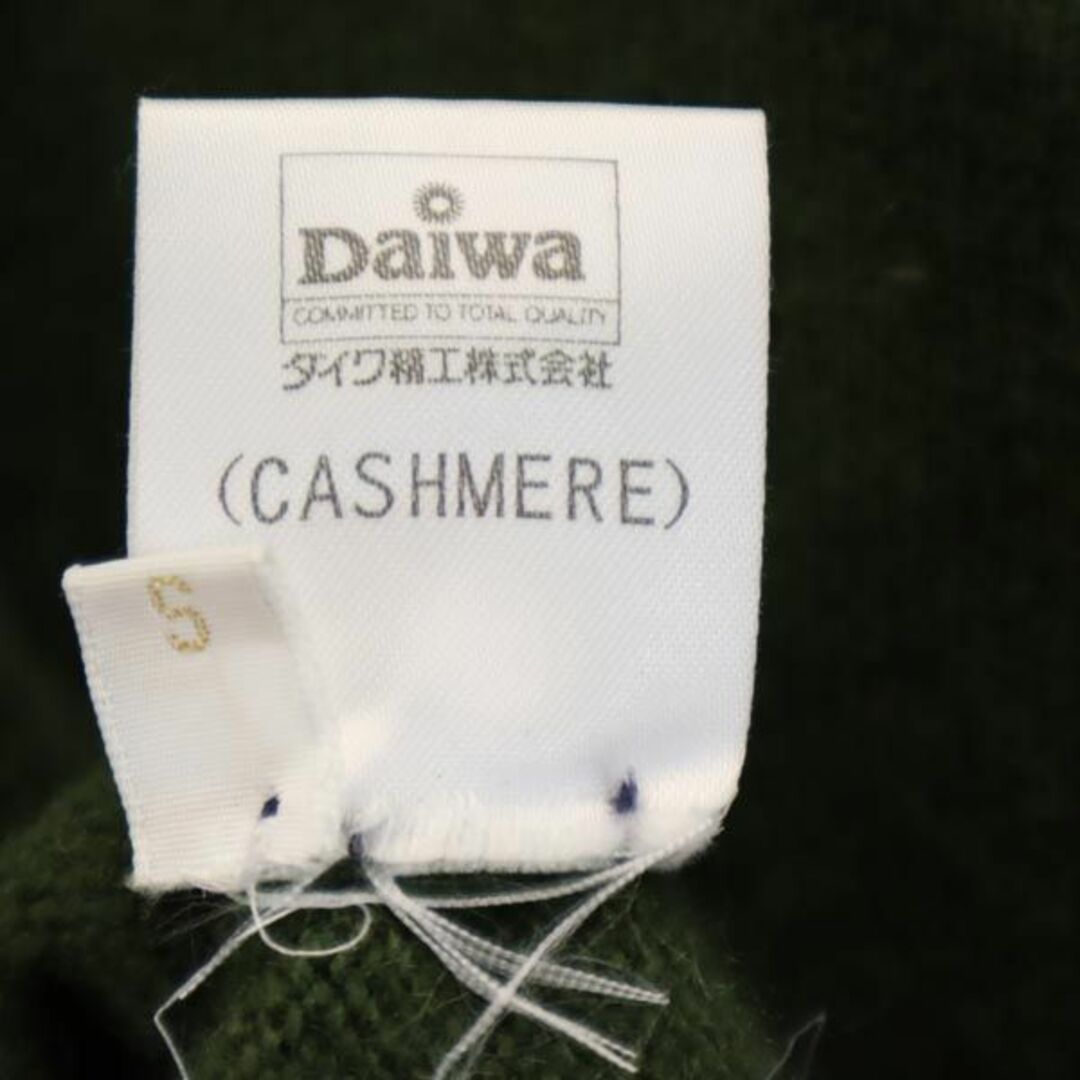 Daiwa
COMMITTED TO TOTAL QUALITY
ダイワ精工株式会社
(CASHMERE)
S